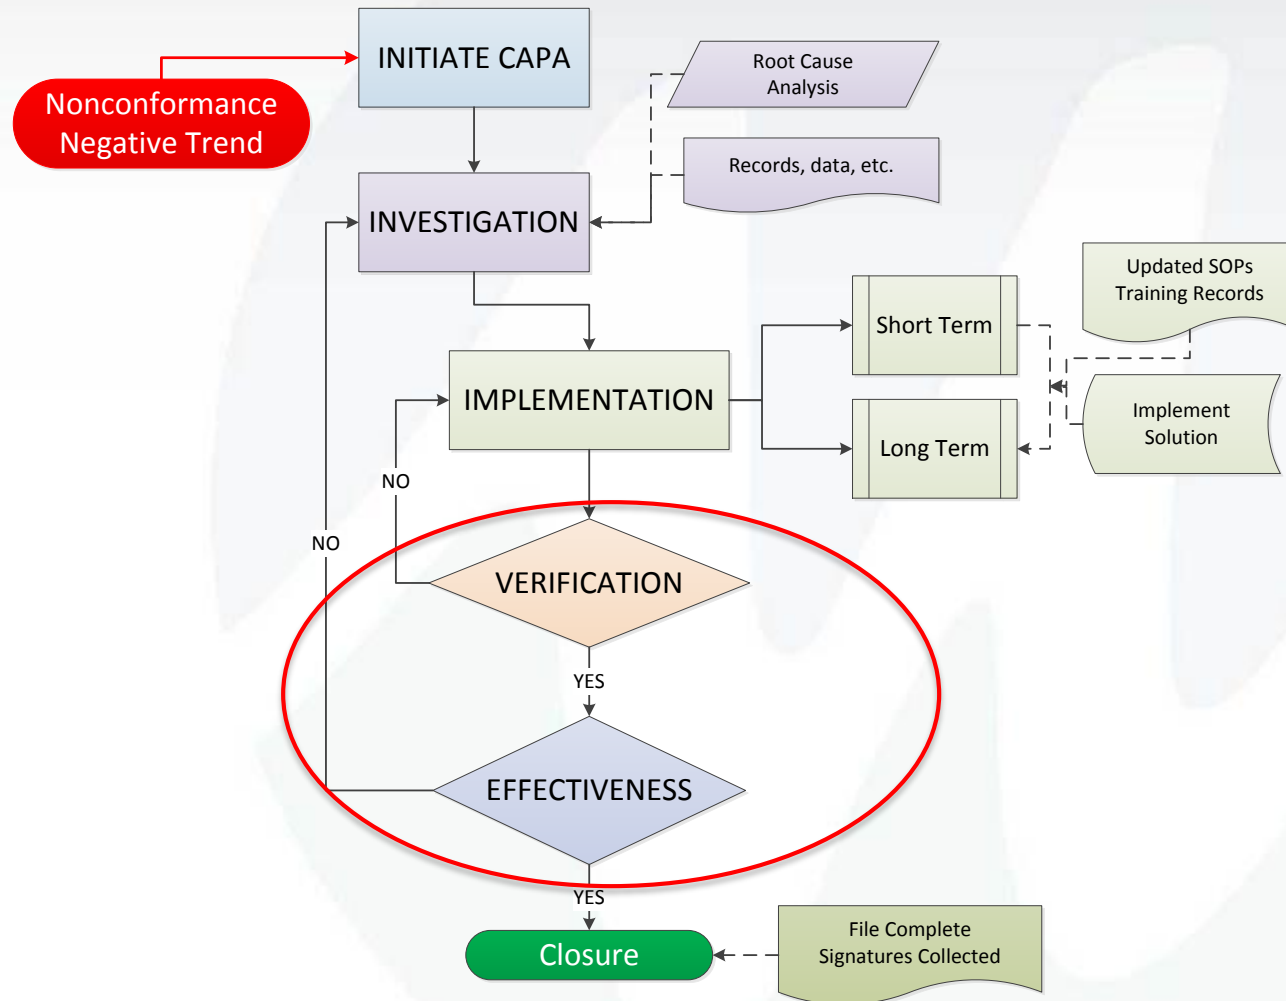 INITIATE CAPA
Nonconformance
Negative Trend
Root Cause
Analysis
Records, data, etc.
INVESTIGATION
Updated SOPs
Training Records
Short Term
IMPLEMENTATION
Implement
Solution
Long Term
NO
NO
VERIFICATION
YES
EFFECTIVENESS
YES
Closure
File Complete
Signatures Collected